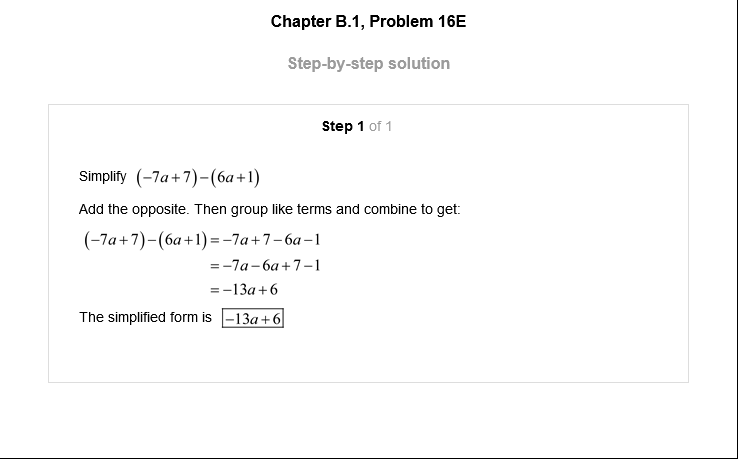 Chapter B.1, Problem 16E
Step-by-step solution
Step 1 of 1
Simplify (−7a+7)−(6a+1)
Add the opposite. Then group like terms and combine to get:
(−7a+7)−(6a+1)=−7a+7−6a−1
=−7a−6a+7−1
=−13a+6
The simplified form is −13a+6